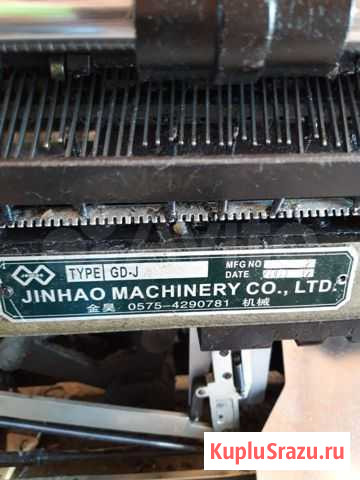 TYPE GD-J
MFG NO
DATE
JINHAO MACHINERY CO., LTD.
金昊 0575-4290781 机械
KupluSrazu.ru